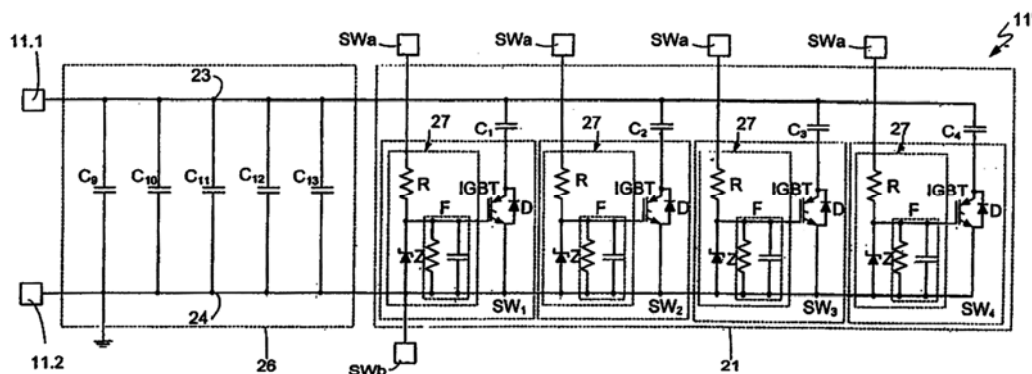 11
11.1
SWa
SWa
SWa
SWa
23
C1
C2
C3
C4
27
27
27
27
C9
C10
C11
C12
C13
R
IGBT
D
R
IGBT
D
R
IGBT
D
R
IGBT
D
F
F
F
F
Z
Z
Z
Z
SW1
SW2
SW3
SW4
11.2
24
26
SWb
21